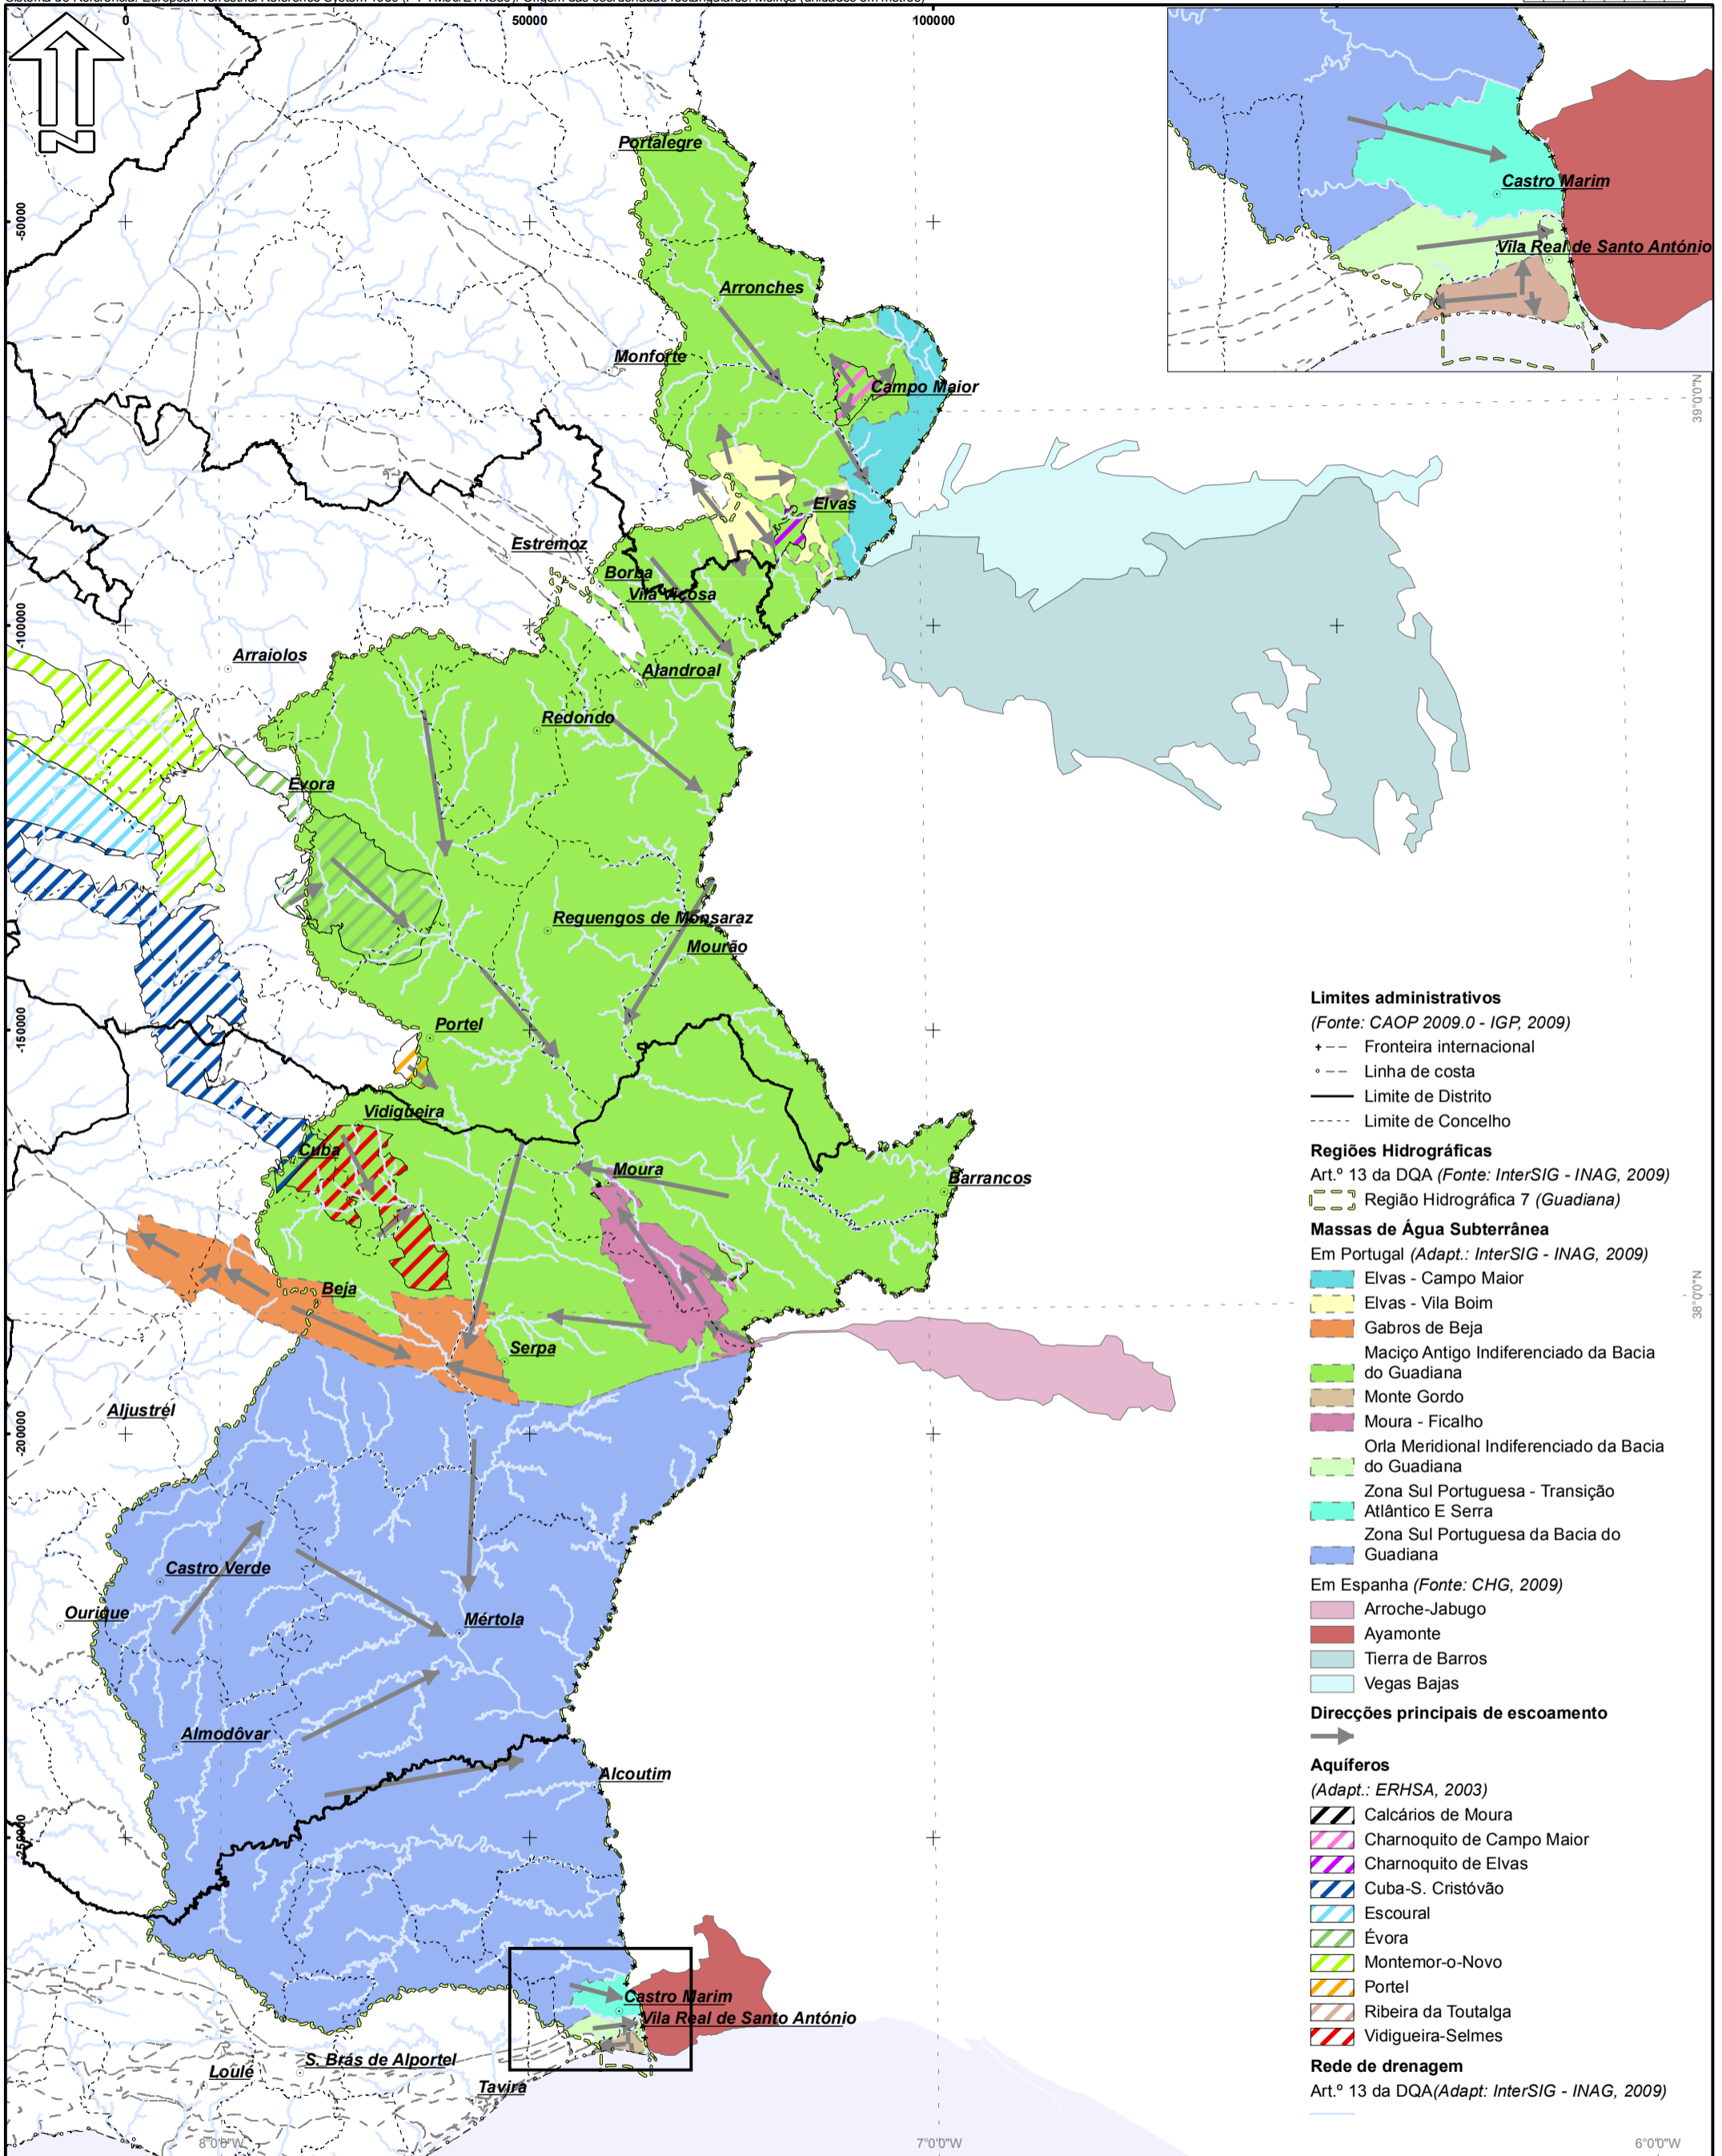 0
50000
100000
N
Portalegre
-50000
Arronches
Monforte
Campo Maior
Elvas
Estremoz
Borba
Vila Viçosa
-100000
Arraiolos
Alandroal
Redondo
Évora
Reguengos de Monsaraz
Mourão
Portel
-150000
Vidigueira
Cuba
Moura
Barrancos
Beja
Serpa
Aljustrel
-200000
Castro Verde
Ourique
Mértola
Almodôvar
Alcoutim
-250000
Castro Marim
Vila Real de Santo António
S. Brás de Alportel
Loulé
Tavira
8°0'0"W
7°0'0"W
6°0'0"W
Castro Marim
Vila Real de Santo António
39°0'0"N
38°0'0"N
Limites administrativos
(Fonte: CAOP 2009.0 - IGP, 2009)
Fronteira internacional
Linha de costa
Limite de Distrito
Limite de Concelho
Regiões Hidrográficas
Art.º 13 da DQA (Fonte: InterSIG - INAG, 2009)
Região Hidrográfica 7 (Guadiana)
Massas de Água Subterrânea
Em Portugal (Adapt.: InterSIG - INAG, 2009)
Elvas - Campo Maior
Elvas - Vila Boim
Gabros de Beja
Maciço Antigo Indiferenciado da Bacia
do Guadiana
Monte Gordo
Moura - Ficalho
Orla Meridional Indiferenciado da Bacia
do Guadiana
Zona Sul Portuguesa - Transição
Atlântico E Serra
Zona Sul Portuguesa da Bacia do
Guadiana
Em Espanha (Fonte: CHG, 2009)
Arroche-Jabugo
Ayamonte
Tierra de Barros
Vegas Bajas
Direcções principais de escoamento
Aquíferos
(Adapt.: ERHSA, 2003)
Calcários de Moura
Charnoquito de Campo Maior
Charnoquito de Elvas
Cuba-S. Cristóvão
Escoural
Évora
Montemor-o-Novo
Portel
Ribeira da Toutalga
Vidigueira-Selmes
Rede de drenagem
Art.º 13 da DQA(Adapt: InterSIG - INAG, 2009)